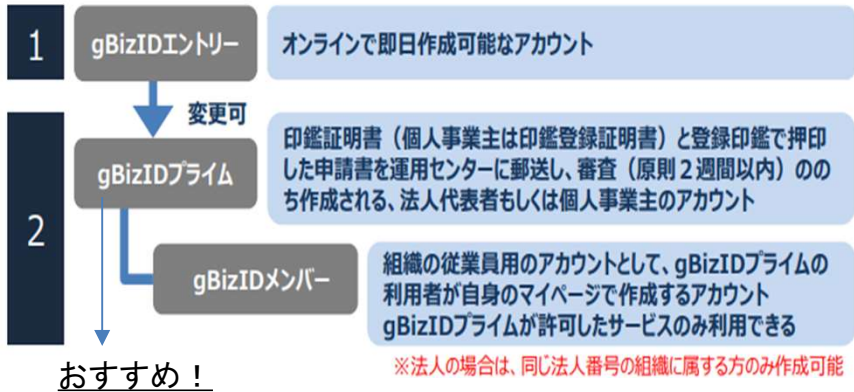 1
gBizIDエントリー
オンラインで即日作成可能なアカウント
変更可
2
gBizIDプライム
印鑑証明書（個人事業主は印鑑登録証明書）と登録印鑑で押印
した申請書を運用センターに郵送し、審査（原則２週間以内）のの
ち作成される、法人代表者もしくは個人事業主のアカウント
gBizIDメンバー
組織の従業員用のアカウントとして、gBizIDプライムの
利用者が自身のマイページで作成するアカウント
gBizIDプライムが許可したサービスのみ利用できる
※法人の場合は、同じ法人番号の組織に属する方のみ作成可能
おすすめ！